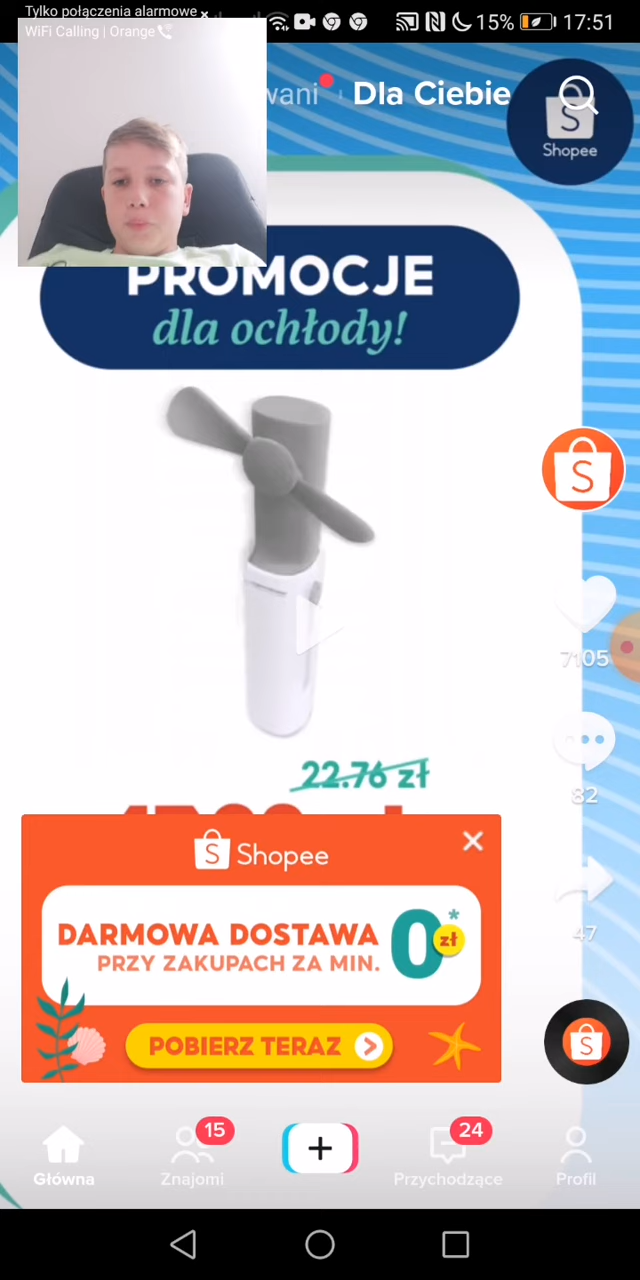 Tylko połączenia alarmowe
WiFi Calling | Orange
15% 17:51
wani
Dla Ciebie
Shopee
PROMOCJE
dla ochłody!
7105
22.76 zł
82
Shopee
DARMOWA DOSTAWA 0 zł*
PRZY ZAKUPACH ZA MIN.
47
POBIERZ TERAZ
15
24
Główna
Znajomi
Przychodzące
Profil